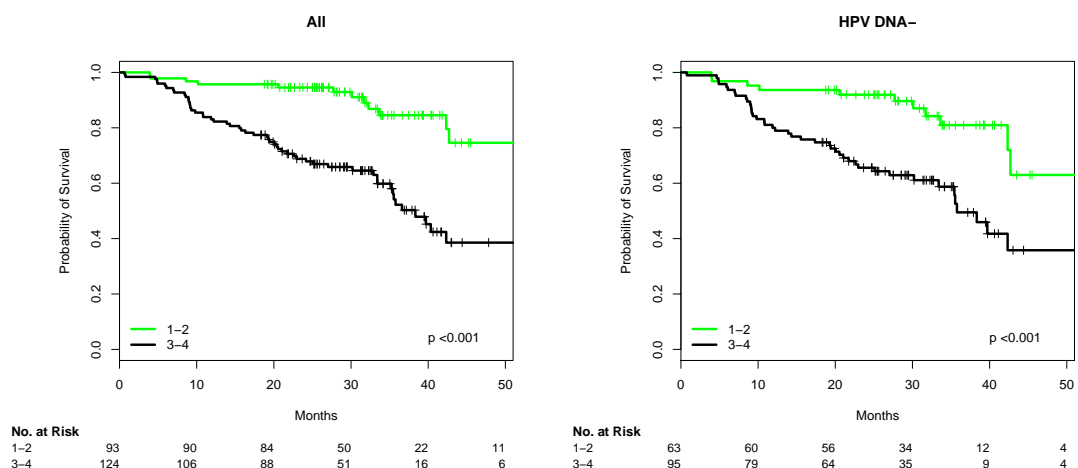 All
Probability of Survival
1.0
0.8
0.6
0.4
0.2
0.0
1−2
3−4
p <0.001
0 10 20 30 40 50
Months
No. at Risk
1−2 93 90 84 50 22 11
3−4 124 106 88 51 16 6
HPV DNA−
Probability of Survival
1.0
0.8
0.6
0.4
0.2
0.0
1−2
3−4
p <0.001
0 10 20 30 40 50
Months
No. at Risk
1−2 63 60 56 34 12 4
3−4 95 79 64 35 9 4